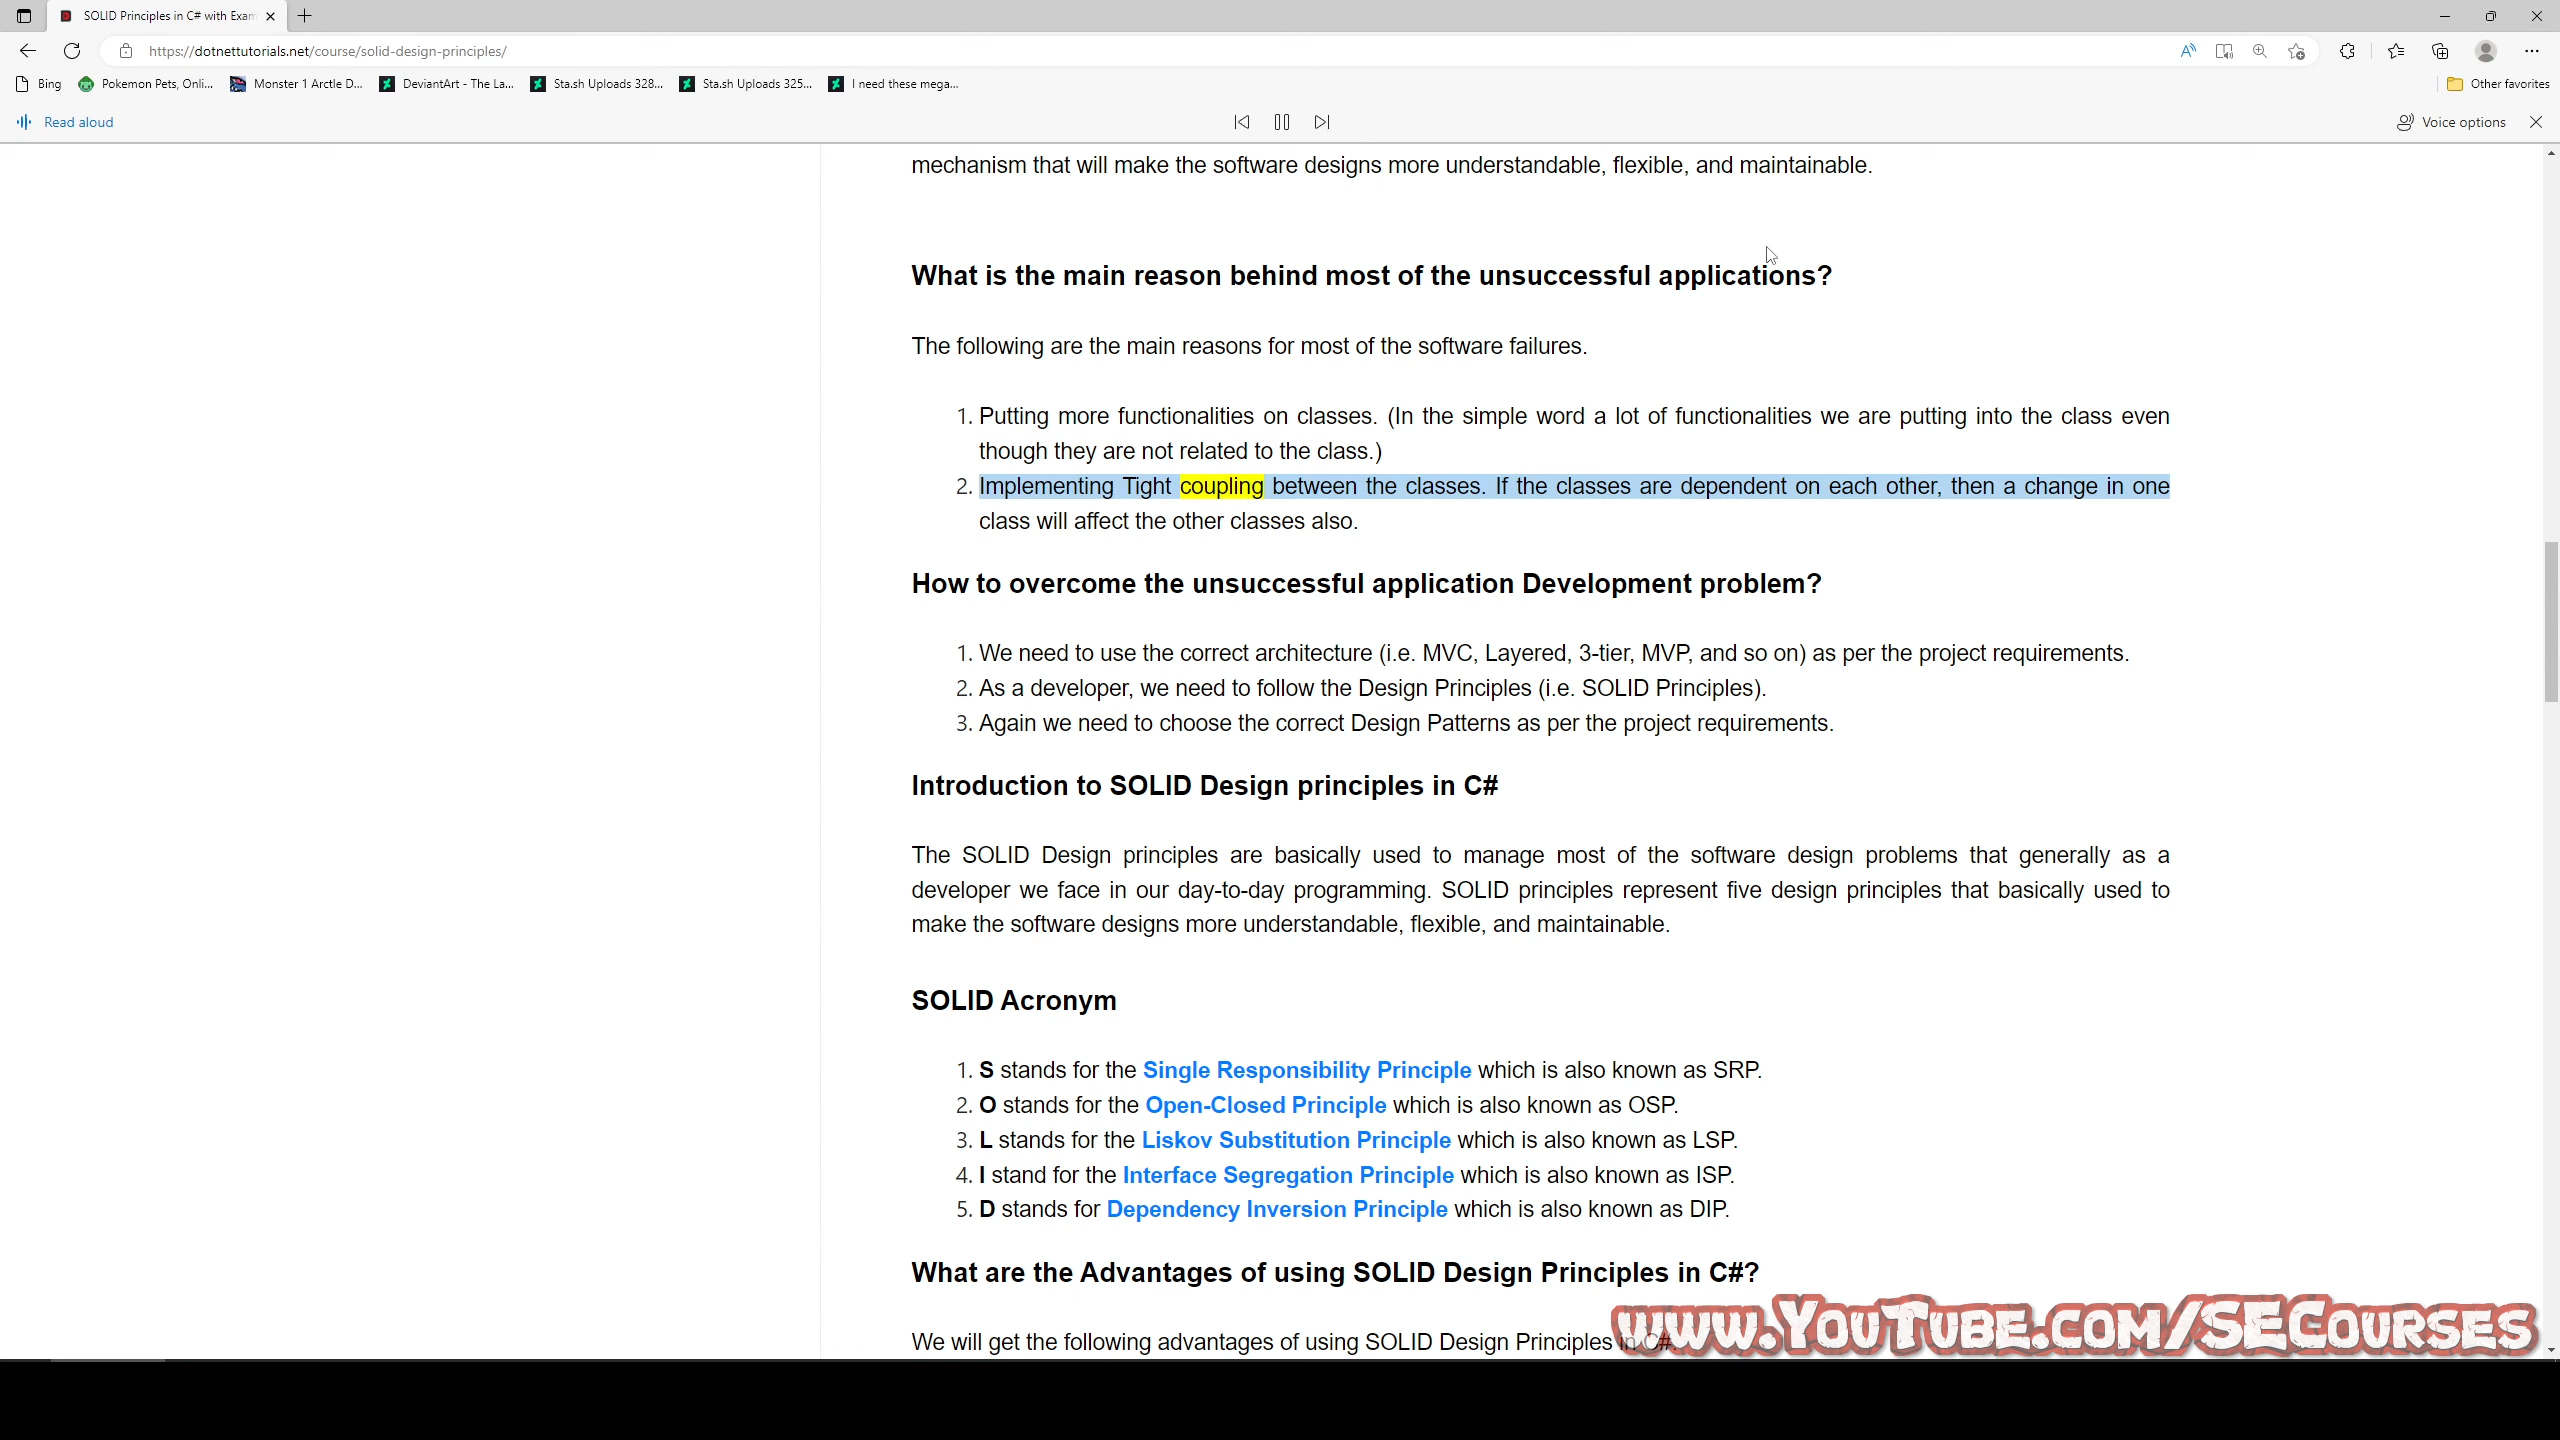 SOLID Principles in C# with Exam
https://dotnettutorials.net/course/solid-design-principles/
Bing
Pokemon Pets, Onli...
Monster 1 Arctle D...
DeviantArt - The La...
Sta.sh Uploads 328...
Sta.sh Uploads 325...
I need these mega...
Other favorites
Read aloud
Voice options
mechanism that will make the software designs more understandable, flexible, and maintainable.
What is the main reason behind most of the unsuccessful applications?
The following are the main reasons for most of the software failures.
1. Putting more functionalities on classes. (In the simple word a lot of functionalities we are putting into the class even
though they are not related to the class.)
2. Implementing Tight coupling between the classes. If the classes are dependent on each other, then a change in one
class will affect the other classes also.
How to overcome the unsuccessful application Development problem?
1. We need to use the correct architecture (i.e. MVC, Layered, 3-tier, MVP, and so on) as per the project requirements.
2. As a developer, we need to follow the Design Principles (i.e. SOLID Principles).
3. Again we need to choose the correct Design Patterns as per the project requirements.
Introduction to SOLID Design principles in C#
The SOLID Design principles are basically used to manage most of the software design problems that generally as a
developer we face in our day-to-day programming. SOLID principles represent five design principles that basically used to
make the software designs more understandable, flexible, and maintainable.
SOLID Acronym
1. S stands for the Single Responsibility Principle which is also known as SRP.
2. O stands for the Open-Closed Principle which is also known as OSP.
3. L stands for the Liskov Substitution Principle which is also known as LSP.
4. I stand for the Interface Segregation Principle which is also known as ISP.
5. D stands for Dependency Inversion Principle which is also known as DIP.
What are the Advantages of using SOLID Design Principles in C#?
We will get the following advantages of using SOLID Design Principles in C#.
www.YouTube.com/SECourses